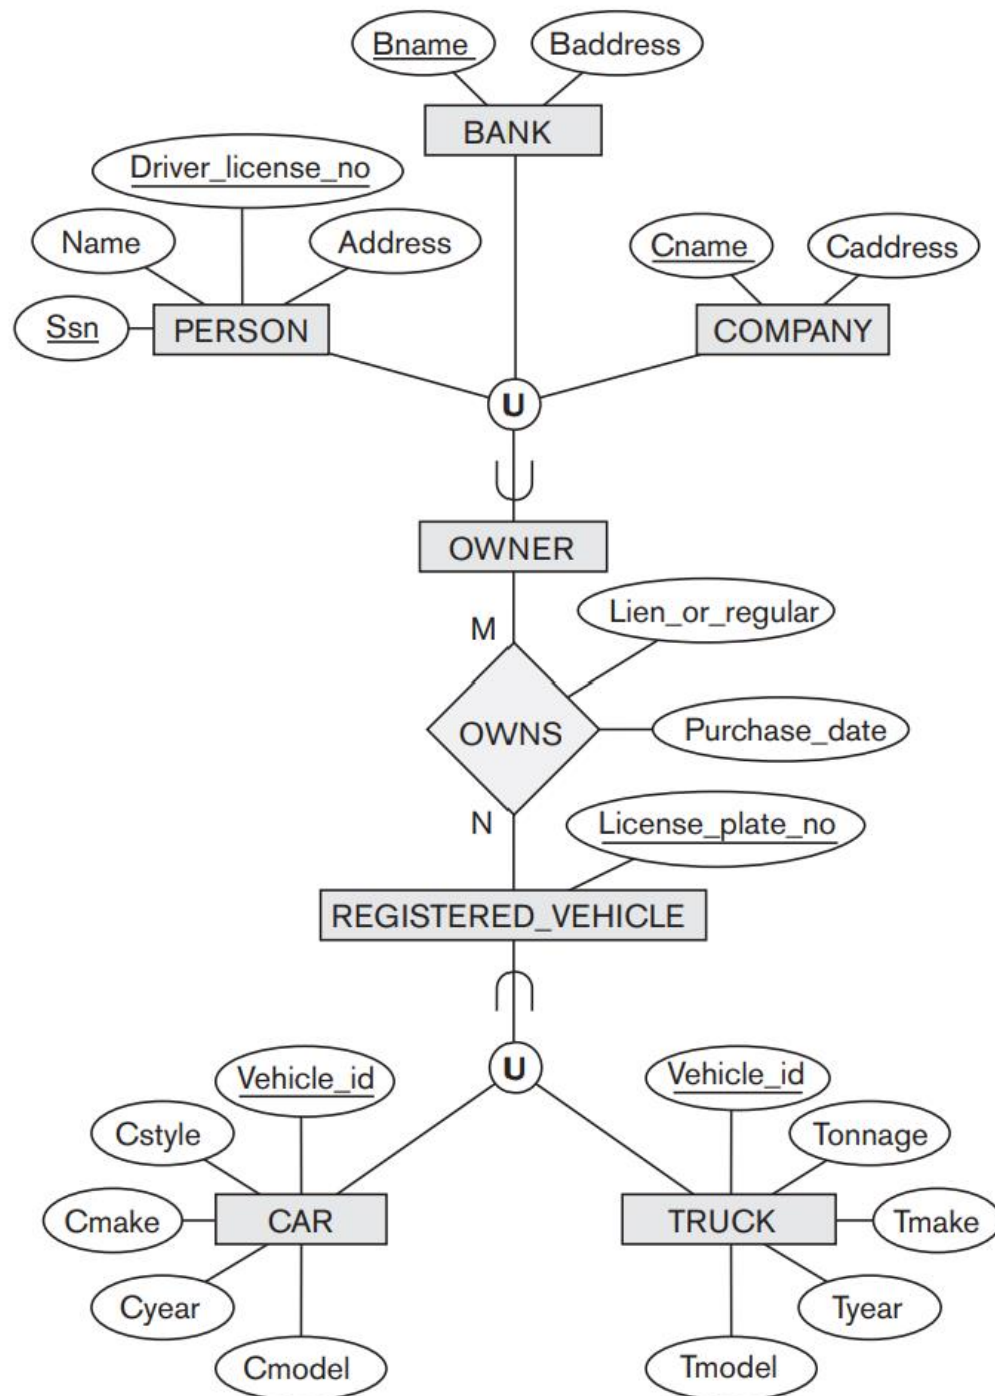 Bname
Baddress
BANK
Driver_license_no
Name
Address
Cname
Caddress
Ssn
PERSON
COMPANY
U
OWNER
Lien_or_regular
M
OWNS
Purchase_date
N
License_plate_no
REGISTERED_VEHICLE
U
Vehicle_id
Vehicle_id
Cstyle
Tonnage
Cmake
CAR
TRUCK
Tmake
Cyear
Tyear
Cmodel
Tmodel